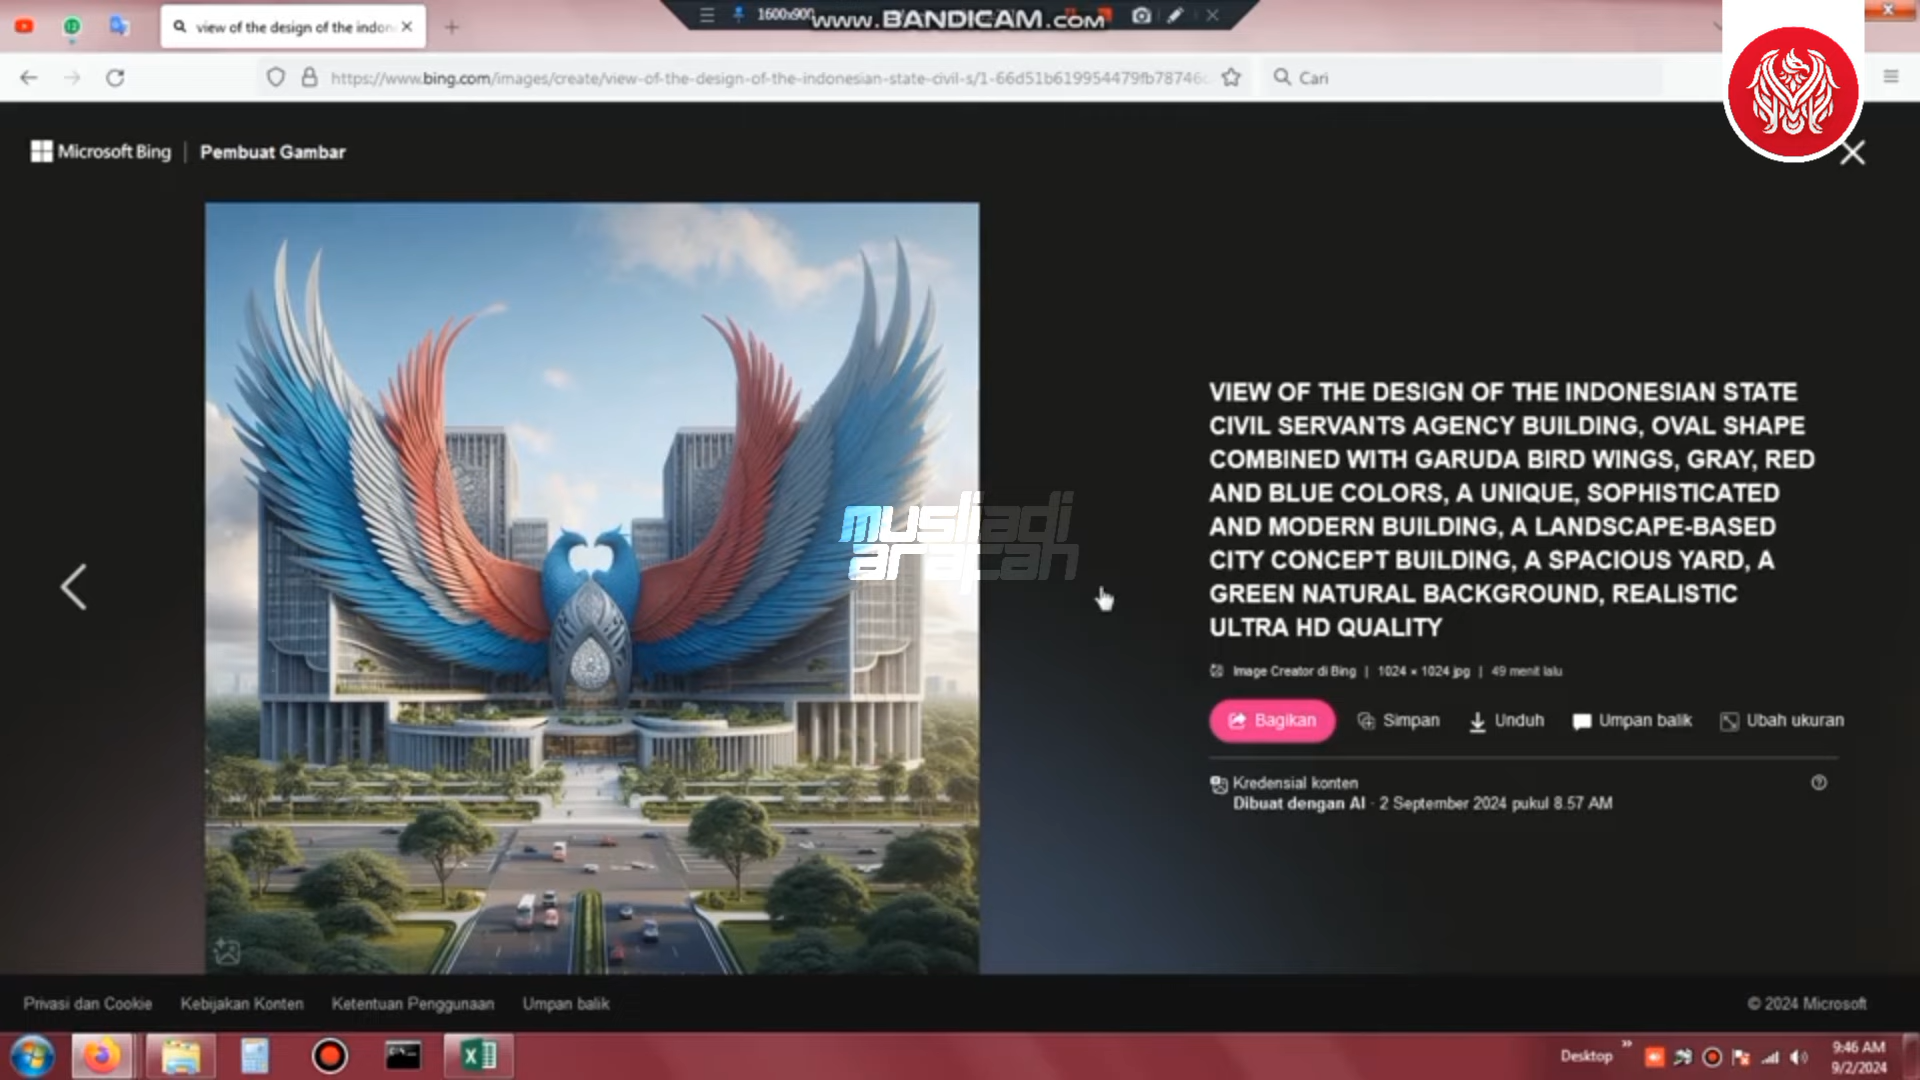 1600x900
www.BANDICAM.COM
view of the design of the indon
https://www.bing.com/images/create/view-of-the-design-of-the-indonesian-state-civil-s/1-66d51b619954479fb78746c
Cari
Microsoft Bing | Pembuat Gambar
VIEW OF THE DESIGN OF THE INDONESIAN STATE
CIVIL SERVANTS AGENCY BUILDING, OVAL SHAPE
COMBINED WITH GARUDA BIRD WINGS, GRAY, RED
AND BLUE COLORS, A UNIQUE, SOPHISTICATED
AND MODERN BUILDING, A LANDSCAPE-BASED
CITY CONCEPT BUILDING, A SPACIOUS YARD, A
GREEN NATURAL BACKGROUND, REALISTIC
ULTRA HD QUALITY
musliadi
aracah
Image Creator di Bing | 1024 × 1024 jpg | 49 menit lalu
Bagikan Simpan Unduh Umpan balik Ubah ukuran
Kredensial konten
Dibuat dengan AI · 2 September 2024 pukul 8.57 AM
Privasi dan Cookie Kebijakan Konten Ketentuan Penggunaan Umpan balik © 2024 Microsoft
Desktop
9:46 AM
9/2/2024